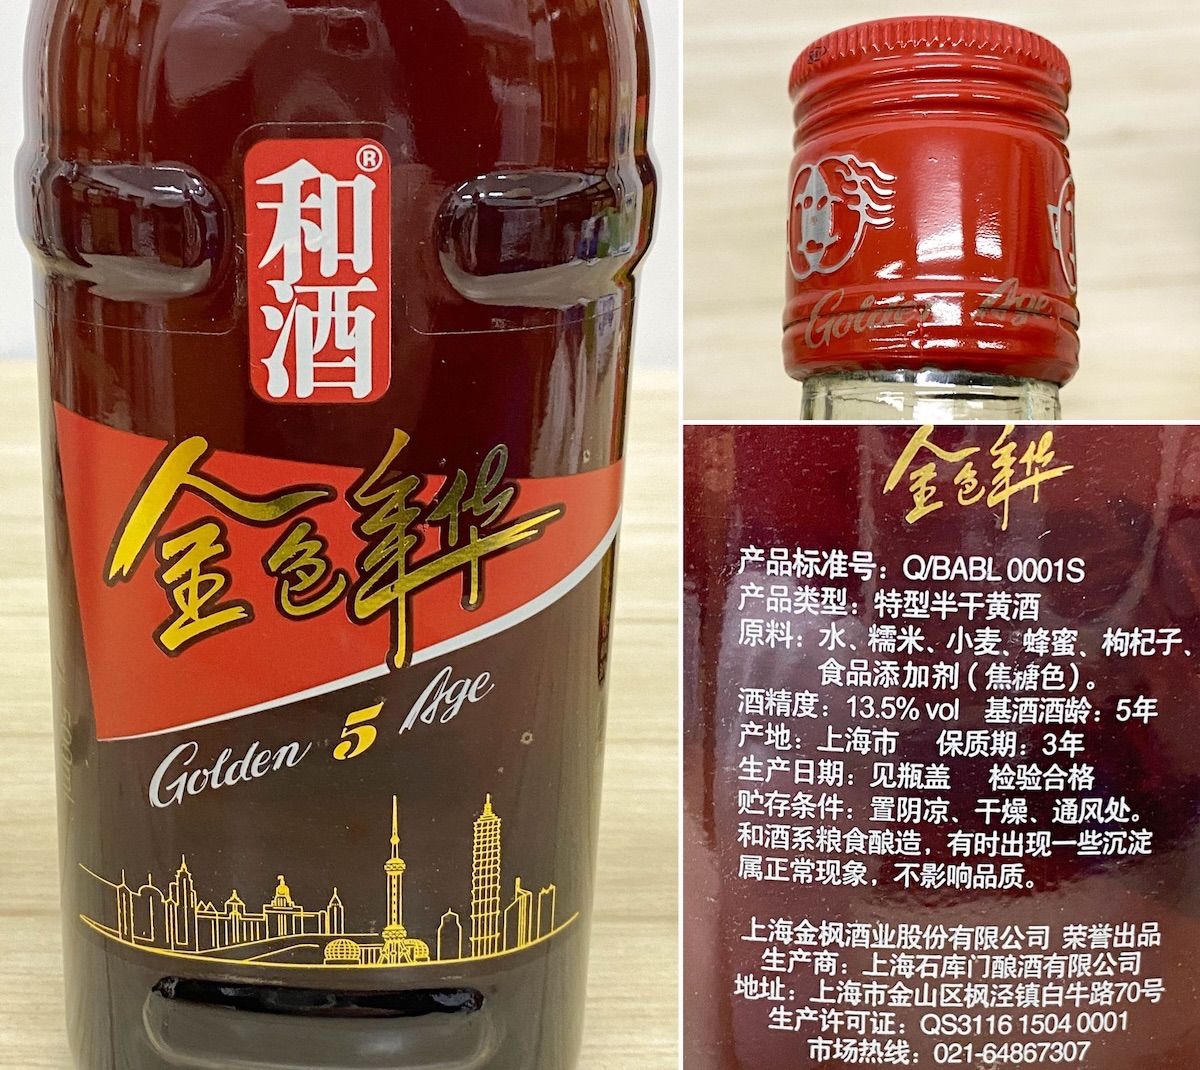 和酒®
金色年华
Golden 5 Age
Golden Age
金色年华
产品标准号：Q/BABL 0001S
产品类型：特型半干黄酒
原料：水、糯米、小麦、蜂蜜、枸杞子、
食品添加剂（焦糖色）。
酒精度：13.5% vol 基酒酒龄：5年
产地：上海市 保质期：3年
生产日期：见瓶盖 检验合格
贮存条件：置阴凉、干燥、通风处。
和酒系粮食酿造，有时出现一些沉淀
属正常现象，不影响品质。
上海金枫酒业股份有限公司 荣誉出品
生产商：上海石库门酿酒有限公司
地址：上海市金山区枫泾镇白牛路70号
生产许可证：QS3116 1504 0001
市场热线：021-64867307